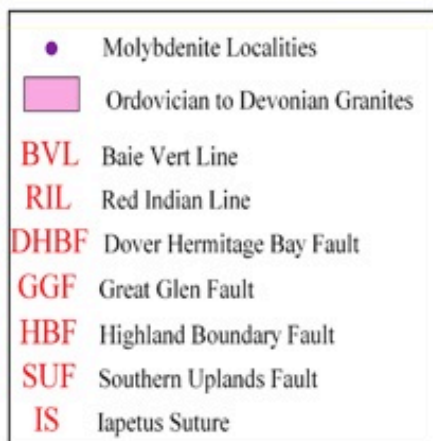 Molybdenite Localities
Ordovician to Devonian Granites
BVL Baie Vert Line
RIL Red Indian Line
DHBF Dover Hermitage Bay Fault
GGF Great Glen Fault
HBF Highland Boundary Fault
SUF Southern Uplands Fault
IS Iapetus Suture